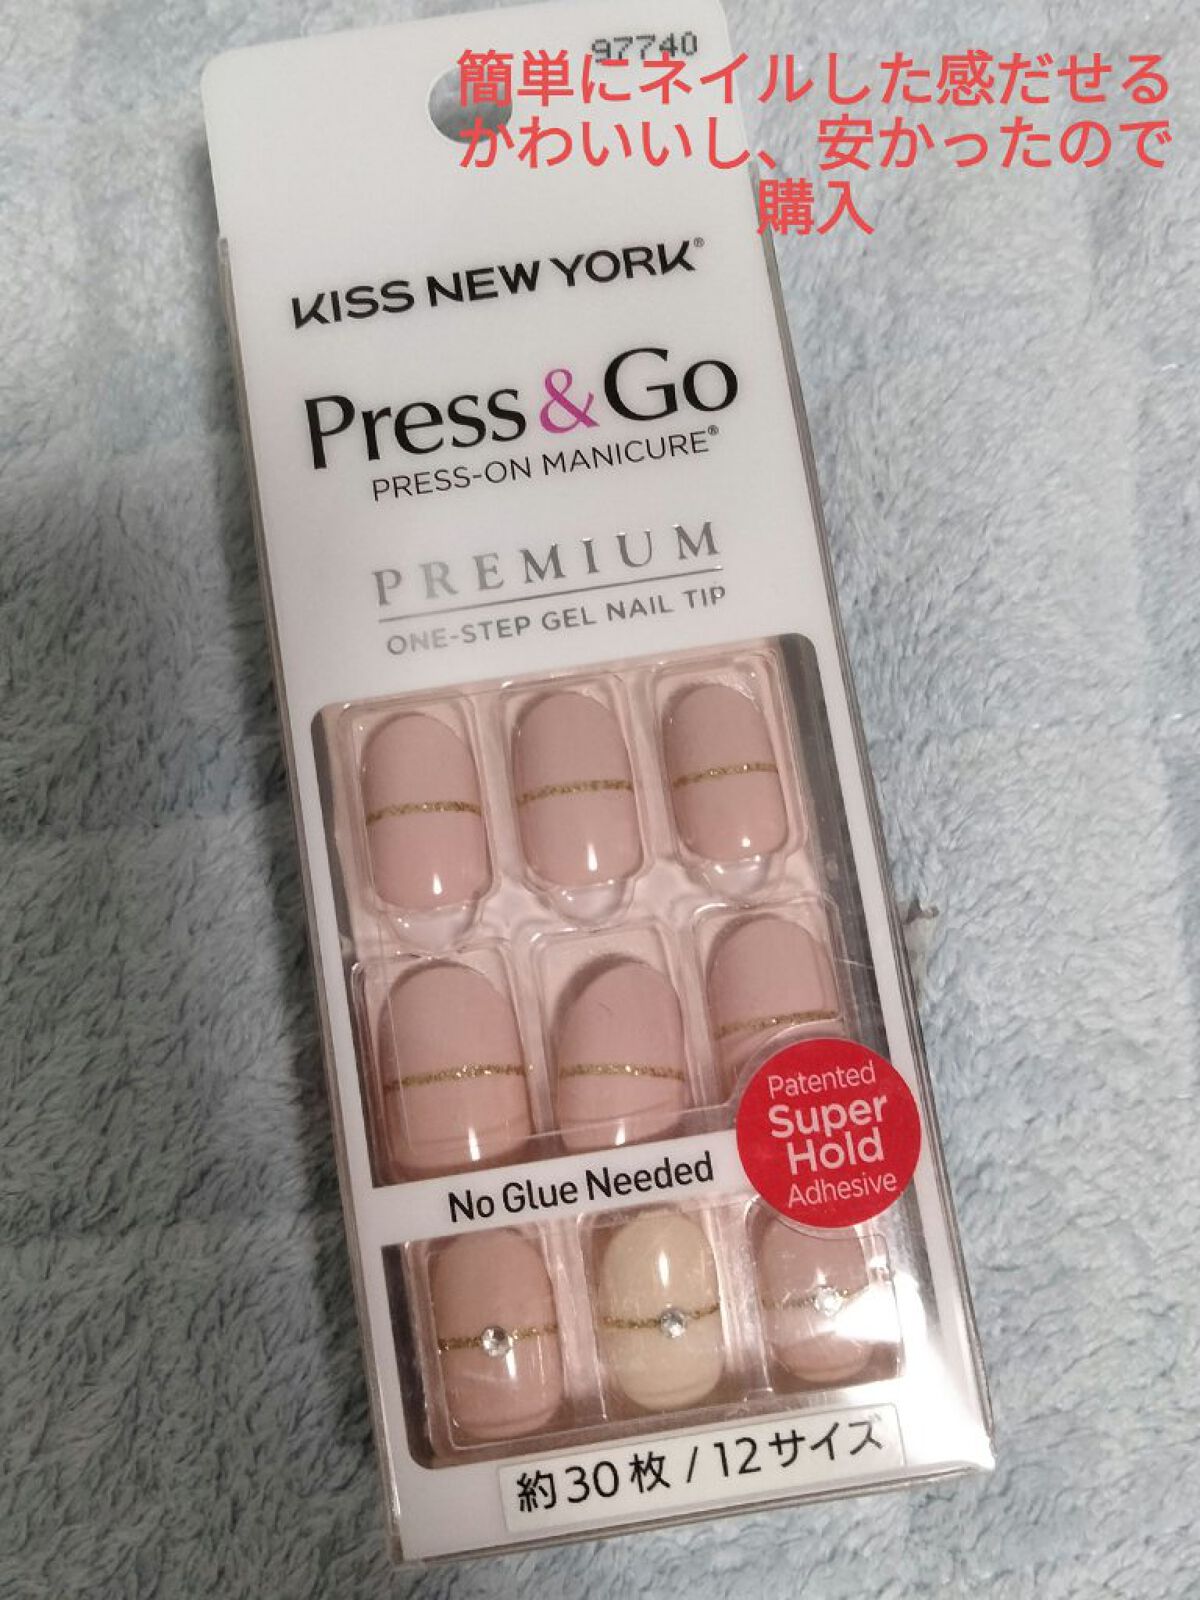 97740
簡単にネイルした感だせる
かわいいし、安かったので
購入
KISS NEW YORK®
Press&Go
PRESS-ON MANICURE®
PREMIUM
ONE-STEP GEL NAIL TIP
Patented
Super
Hold
Adhesive
No Glue Needed
約30枚/12サイズ